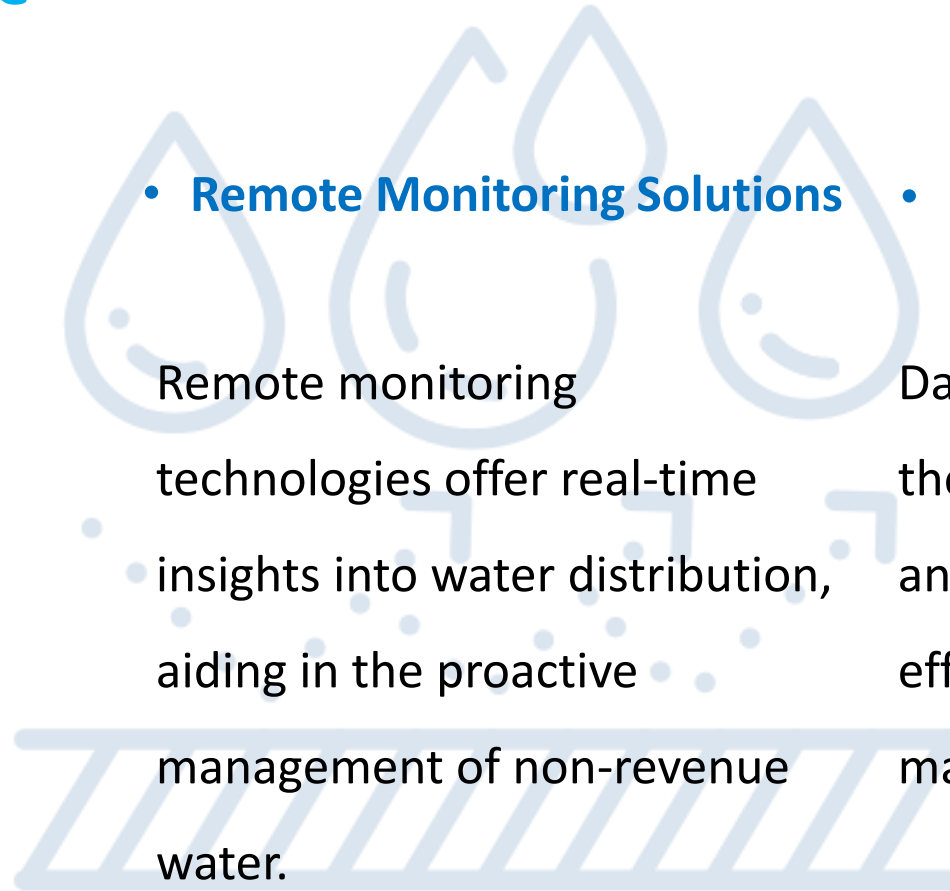 • Remote Monitoring Solutions
Remote monitoring
technologies offer real-time
insights into water distribution,
aiding in the proactive
management of non-revenue
water.